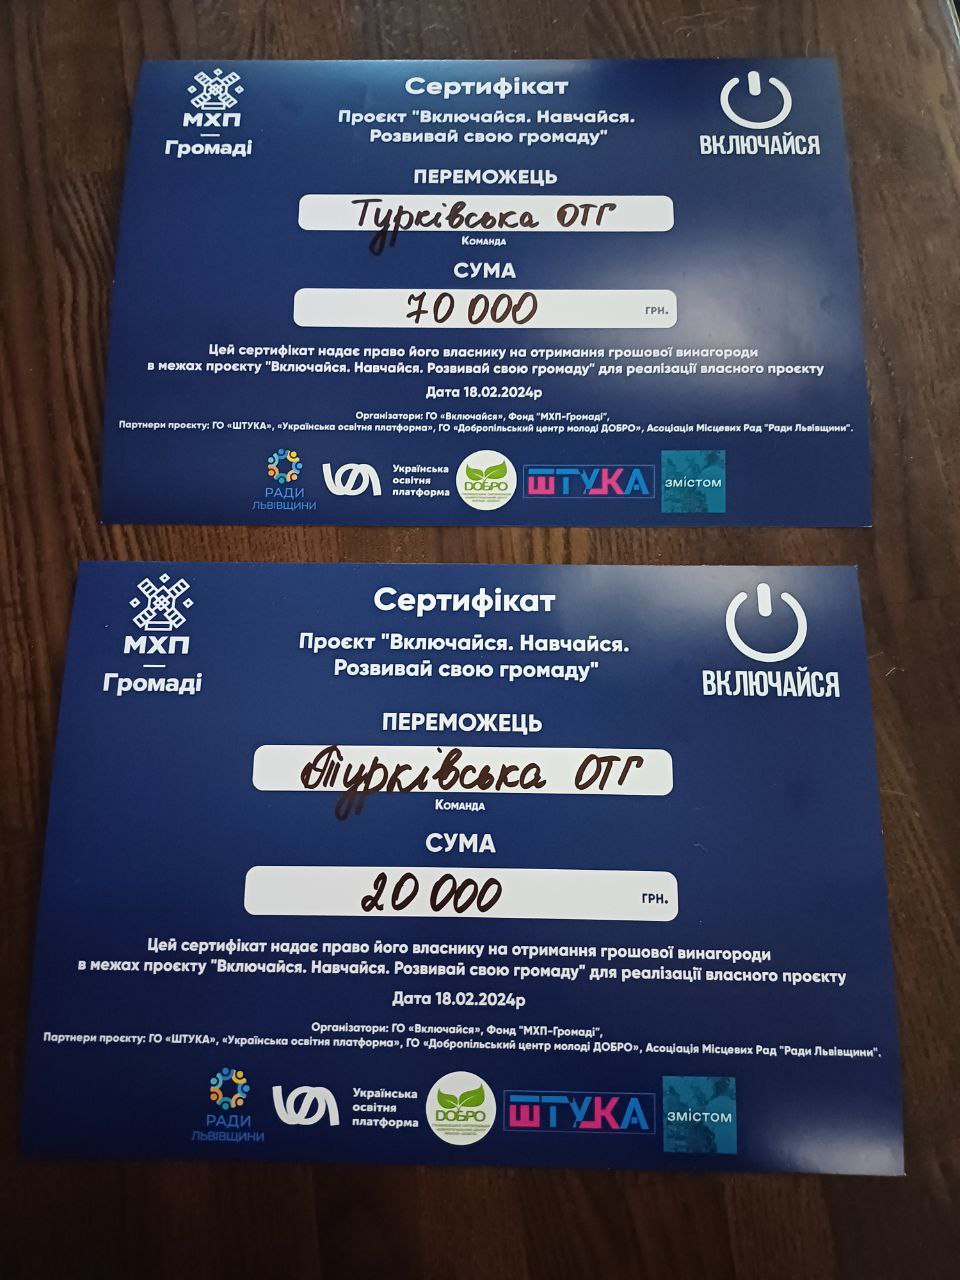 МХП
Громаді
Сертифікат
Проєкт "Включайся. Навчайся.
Розвивай свою громаду"
ВКЛЮЧАЙСЯ
ПЕРЕМОЖЕЦЬ
Турківська ОТГ
Команда
СУМА
70 000 ГРН.
Цей сертифікат надає право його власнику на отримання грошової винагороди
в межах проєкту "Включайся. Навчайся. Розвивай свою громаду" для реалізації власного проєкту
Дата 18.02.2024р
Організатори: ГО «Включайся», Фонд "МХП-Громаді",
Партнери проєкту: ГО «ШТУКА», «Українська освітня платформа», ГО «Добропільський центр молоді ДОБРО», Асоціація Місцевих Рад "Ради Львівщини".
РАДИ
ЛЬВІВЩИНИ
Українська
освітня
платформа
ДОБРО
ШТУКА
ЗМІСТОМ
МХП
Громаді
Сертифікат
Проєкт "Включайся. Навчайся.
Розвивай свою громаду"
ВКЛЮЧАЙСЯ
ПЕРЕМОЖЕЦЬ
Турківська ОТГ
Команда
СУМА
20 000 ГРН.
Цей сертифікат надає право його власнику на отримання грошової винагороди
в межах проєкту "Включайся. Навчайся. Розвивай свою громаду" для реалізації власного проєкту
Дата 18.02.2024р
Організатори: ГО «Включайся», Фонд "МХП-Громаді",
Партнери проєкту: ГО «ШТУКА», «Українська освітня платформа», ГО «Добропільський центр молоді ДОБРО», Асоціація Місцевих Рад "Ради Львівщини".
РАДИ
ЛЬВІВЩИНИ
Українська
освітня
платформа
ДОБРО
ШТУКА
ЗМІСТОМ